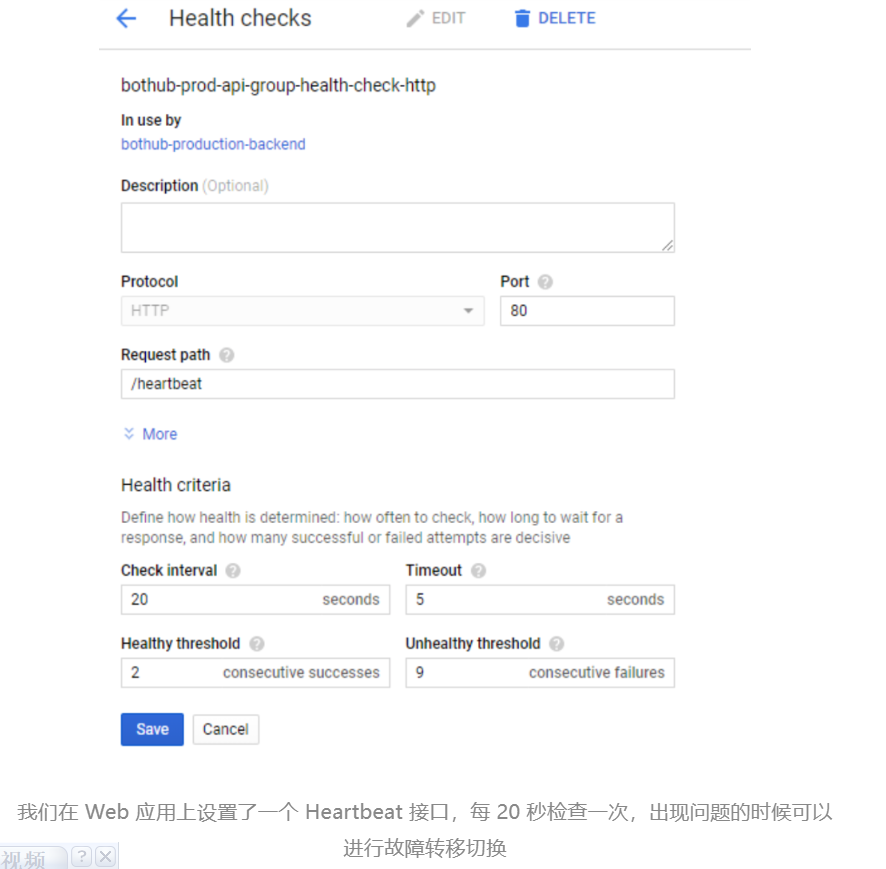 Health checks EDIT DELETE
bothub-prod-api-group-health-check-http
In use by
bothub-production-backend
Description (Optional)
Protocol Port ?
HTTP 80
Request path ?
/heartbeat
More
Health criteria
Define how health is determined: how often to check, how long to wait for a
response, and how many successful or failed attempts are decisive
Check interval ? Timeout ?
20 seconds 5 seconds
Healthy threshold ? Unhealthy threshold ?
2 consecutive successes 9 consecutive failures
Save Cancel
我们在 Web 应用上设置了一个 Heartbeat 接口，每 20 秒检查一次，出现问题的时候可以
进行故障转移切换
视频 ?